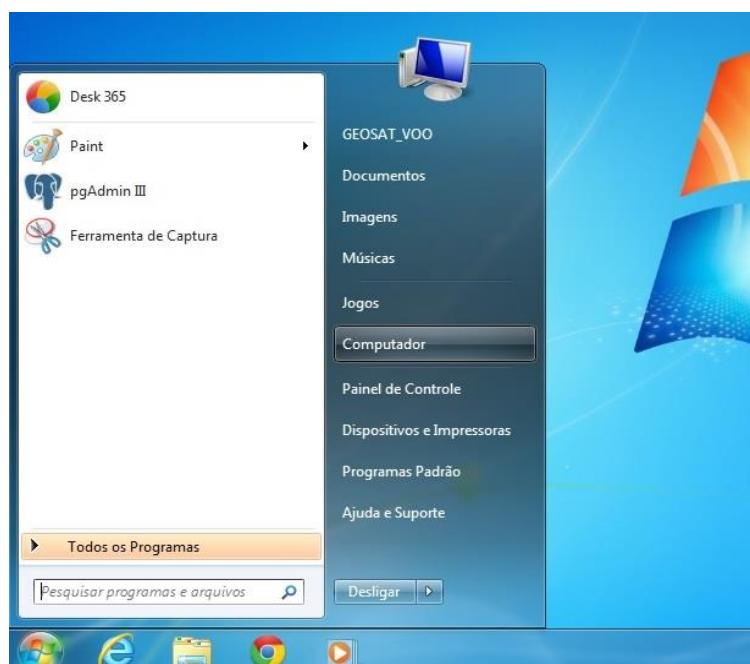 Desk 365
Paint
pgAdmin III
Ferramenta de Captura
Todos os Programas
Pesquisar programas e arquivos
GEOSAT_VOO
Documentos
Imagens
Músicas
Jogos
Computador
Painel de Controle
Dispositivos e Impressoras
Programas Padrão
Ajuda e Suporte
Desligar